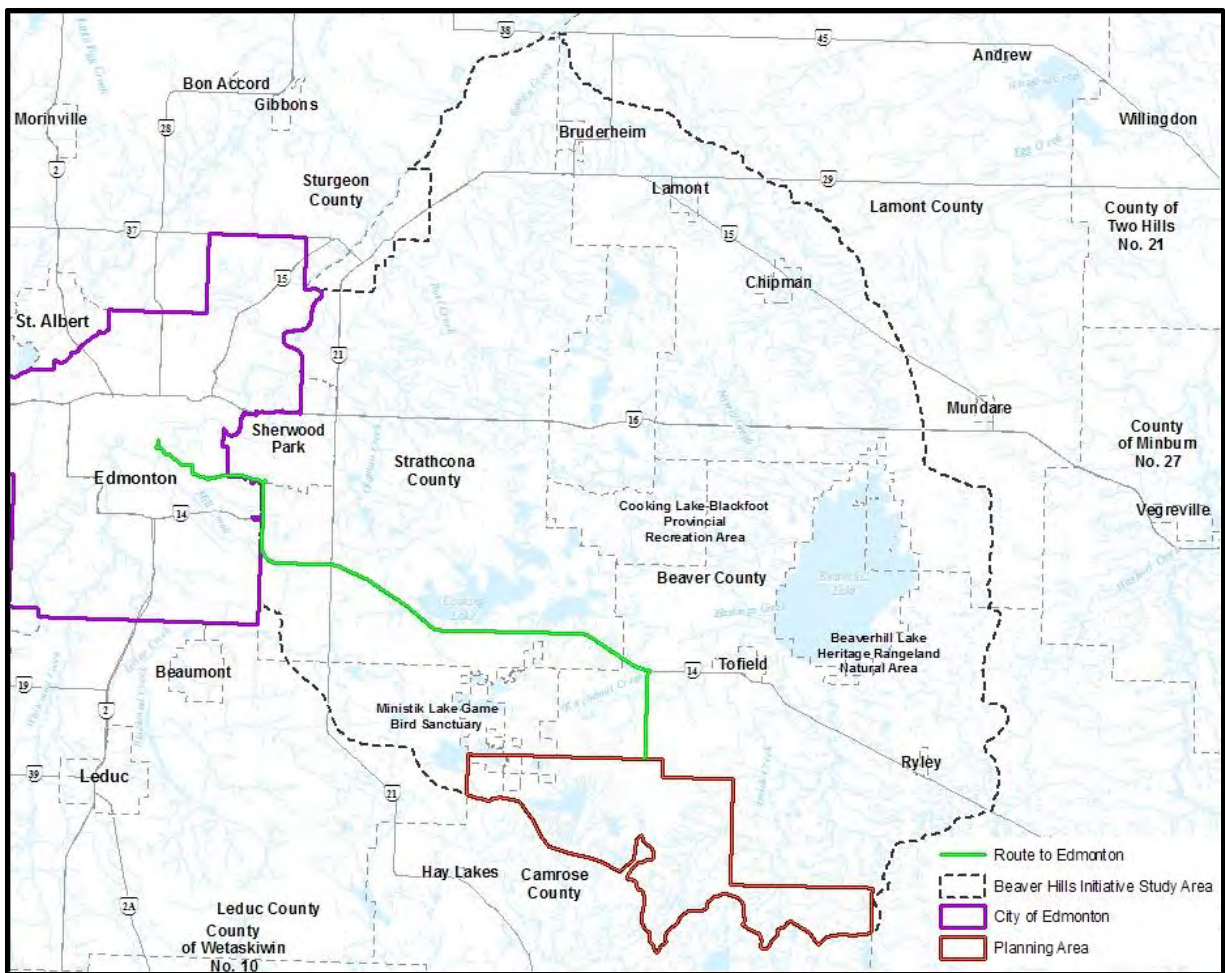 38
45
Andrew
Bon Accord
Gibbons
Morinville
28
Willingdon
Bruderheim
2
Sturgeon
County
Lamont
29
Lamont County
County of
Two Hills
No. 21
37
15
15
Chipman
St. Albert
21
Mundare
16
Sherwood
Park
County
of Minburn
No. 27
Strathcona
County
Edmonton
Cooking Lake-Blackfoot
Provincial
Recreation Area
Vegreville
14
Beaver County
Cooking
Lake
Beaverhill Lake
Heritage Rangeland
Natural Area
Tofield
14
Beaumont
19
2
Ministik Lake Game
Bird Sanctuary
Ryley
39
Leduc
21
Hay Lakes
Camrose
County
2A
Leduc County
County
of Wetaskiwin
No. 10
Route to Edmonton
Beaver Hills Initiative Study Area
City of Edmonton
Planning Area